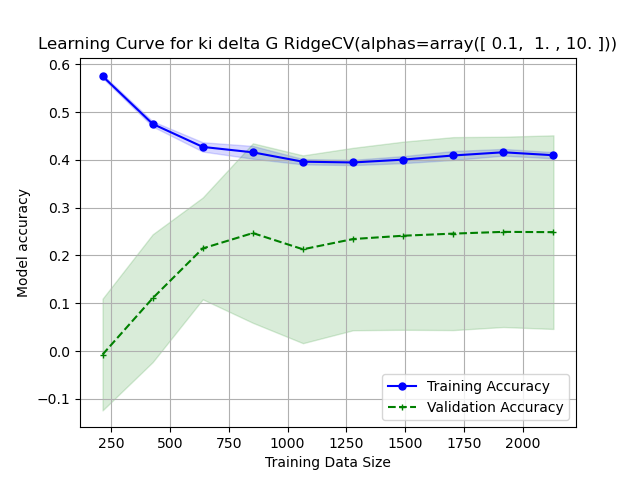 Learning Curve for ki delta G RidgeCV(alphas=array([ 0.1,  1. , 10. ]))
0.6
0.5
0.4
0.3
0.2
0.1
0.0
−0.1
Model accuracy
Training Accuracy
Validation Accuracy
250 500 750 1000 1250 1500 1750 2000
Training Data Size